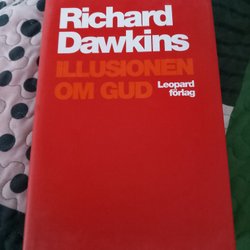 Richard
Dawkins
ILLUSIONEN
OM GUD
Leopard
förlag